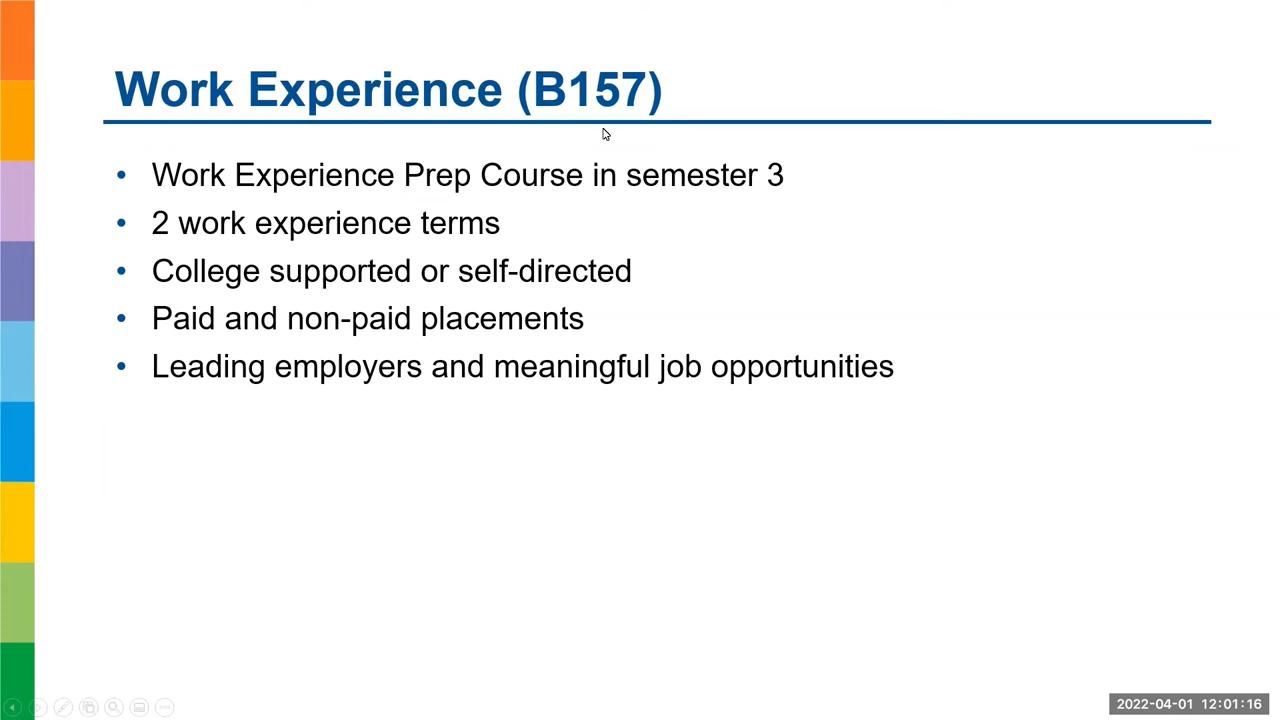 Work Experience (B157)
• Work Experience Prep Course in semester 3
• 2 work experience terms
• College supported or self-directed
• Paid and non-paid placements
• Leading employers and meaningful job opportunities
2022-04-01 12:01:16